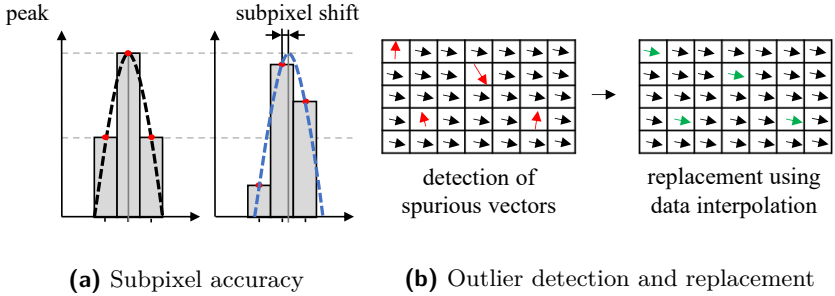 peak
subpixel shift
detection of
spurious vectors
replacement using
data interpolation
(a) Subpixel accuracy
(b) Outlier detection and replacement